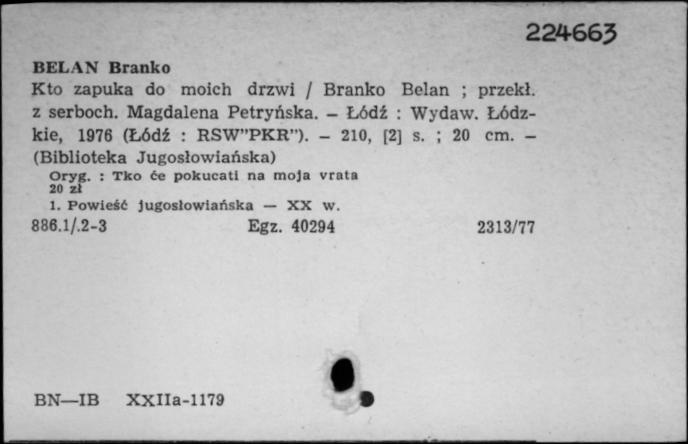 224663
BELAN Branko
Kto zapuka do moich drzwi / Branko Belan ; przekł.
z serboch. Magdalena Petryńska. — Łódź : Wydaw. Łódz-
kie, 1976 (Łódź : RSW"PKR"). — 210, [2] s. ; 20 cm. —
(Biblioteka Jugosłowiańska)
Oryg. : Tko će pokucati na moja vrata
20 zł
1. Powieść jugosłowiańska — XX w.
886.1/.2-3 Egz. 40294 2313/77
BN—IB XXIIa-1179